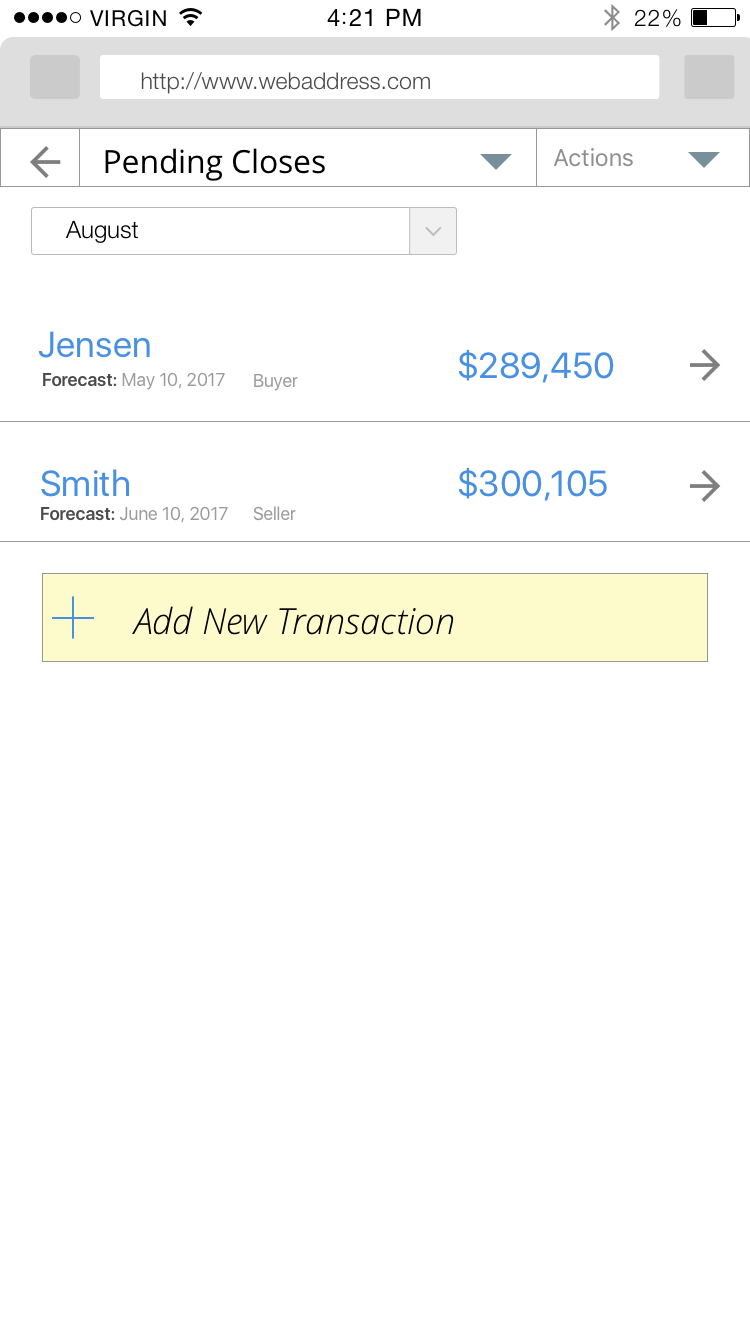 VIRGIN 4:21 PM 22%
http://www.webaddress.com
Pending Closes Actions
August
Jensen $289,450
Forecast: May 10, 2017 Buyer
Smith $300,105
Forecast: June 10, 2017 Seller
Add New Transaction